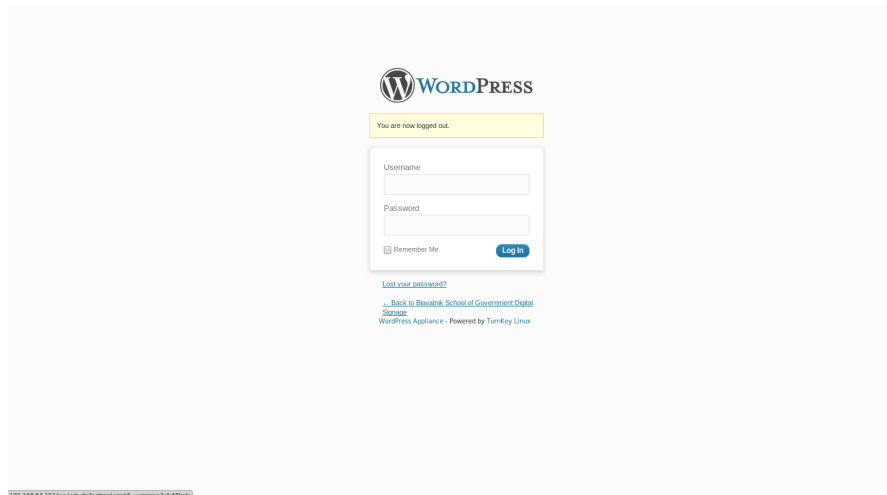 WORDPRESS
You are now logged out.
Username
Password
Remember Me
Log In
Lost your password?
← Back to Blavatnik School of Government Digital
Signage
WordPress Appliance - Powered by TurnKey Linux